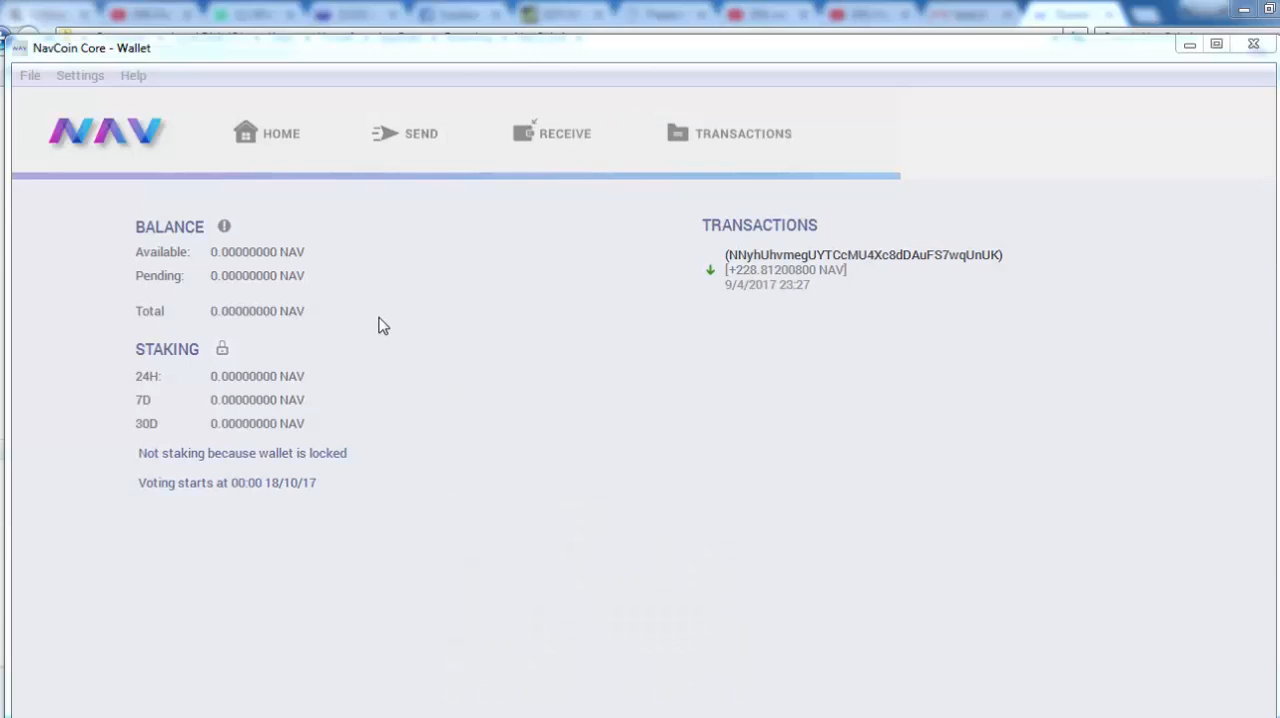 NavCoin Core - Wallet
File Settings Help
NAV HOME SEND RECEIVE TRANSACTIONS
BALANCE
Available: 0.00000000 NAV
Pending: 0.00000000 NAV
Total 0.00000000 NAV
STAKING
24H: 0.00000000 NAV
7D 0.00000000 NAV
30D 0.00000000 NAV
Not staking because wallet is locked
Voting starts at 00:00 18/10/17
TRANSACTIONS
(NNyhUhvmegUYTCcMU4Xc8dDAuFS7wqUnUK)
[+228.81200800 NAV]
9/4/2017 23:27